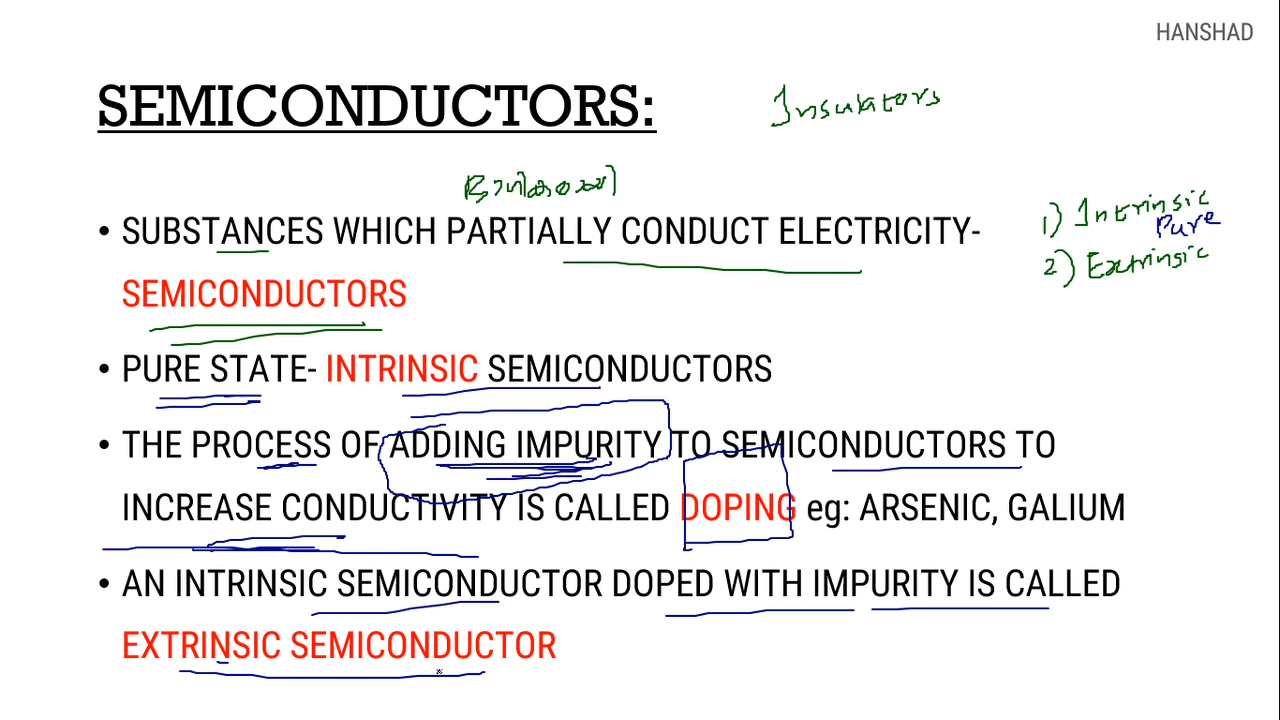 HANSHAD
SEMICONDUCTORS:
Insulators
• SUBSTANCES WHICH PARTIALLY CONDUCT ELECTRICITY-
SEMICONDUCTORS
1) Intrinsic
Pure
2) Extrinsic
• PURE STATE- INTRINSIC SEMICONDUCTORS
• THE PROCESS OF ADDING IMPURITY TO SEMICONDUCTORS TO
INCREASE CONDUCTIVITY IS CALLED DOPING eg: ARSENIC, GALIUM
• AN INTRINSIC SEMICONDUCTOR DOPED WITH IMPURITY IS CALLED
EXTRINSIC SEMICONDUCTOR